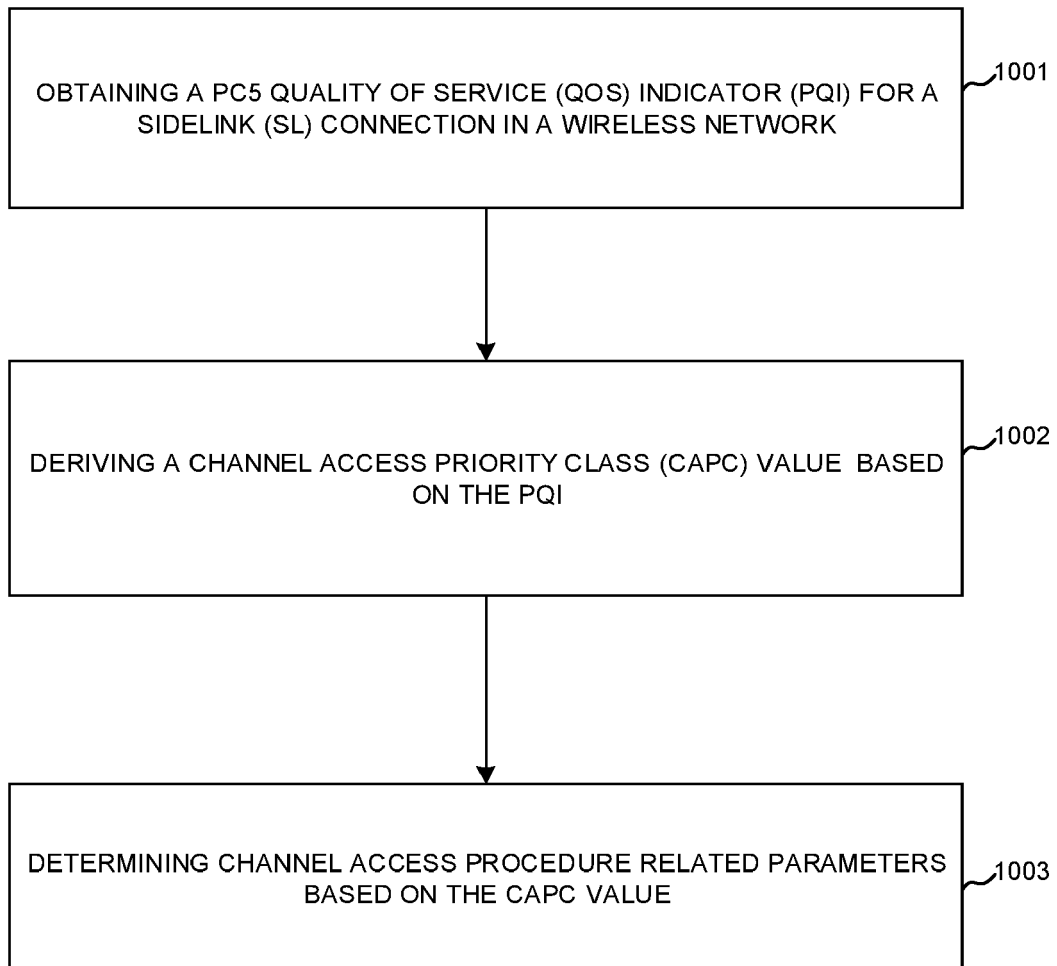 OBTAINING A PC5 QUALITY OF SERVICE (QOS) INDICATOR (PQI) FOR A
SIDELINK (SL) CONNECTION IN A WIRELESS NETWORK
1001
DERIVING A CHANNEL ACCESS PRIORITY CLASS (CAPC) VALUE BASED
ON THE PQI
1002
DETERMINING CHANNEL ACCESS PROCEDURE RELATED PARAMETERS
BASED ON THE CAPC VALUE
1003